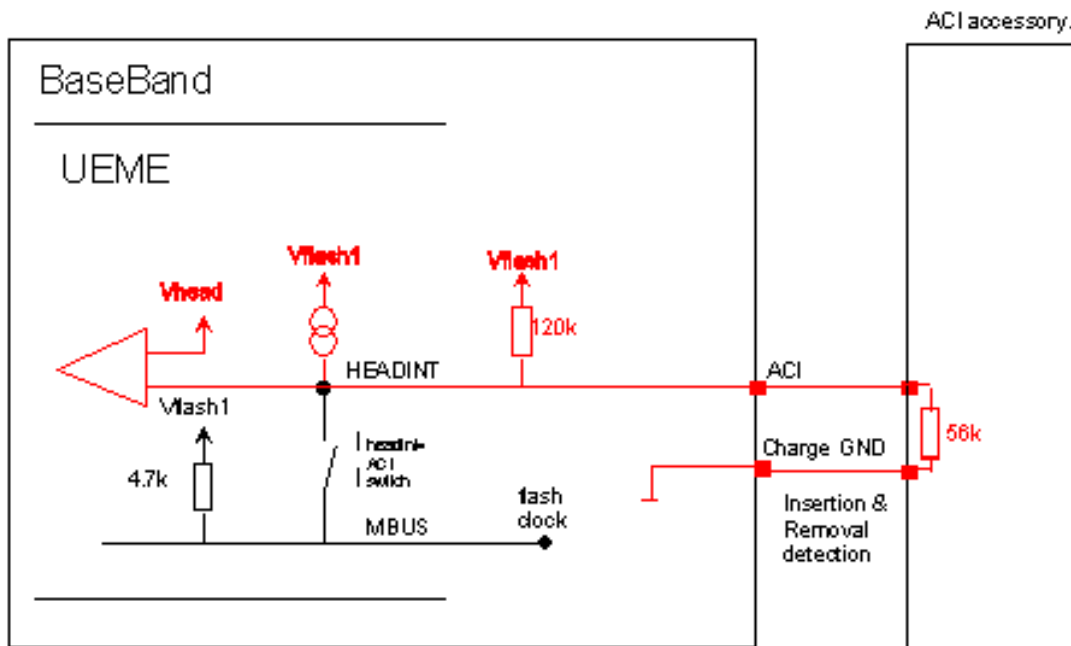 ACI accessory.
BaseBand
UEME
Vflash1
Vflash1
Vhead
120k
HEADINT
ACI
Vflash1
56k
Charge GND
4.7k
headint-
ACI
switch
flash
clock
MBUS
Insertion &
Removal
detection